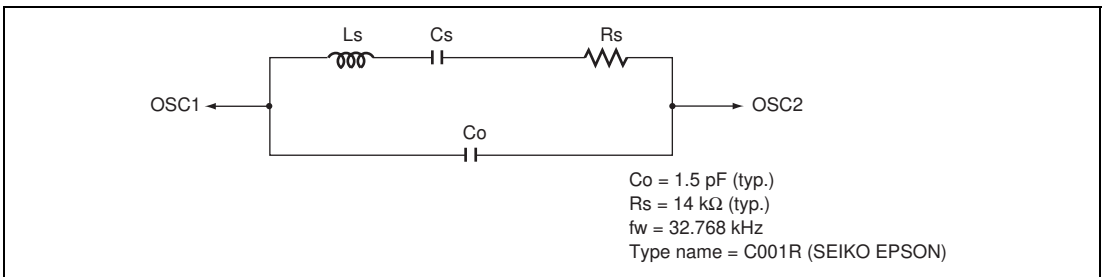 Ls Cs Rs
OSC1 OSC2
Co
Co = 1.5 pF (typ.)
Rs = 14 kΩ (typ.)
fw = 32.768 kHz
Type name = C001R (SEIKO EPSON)